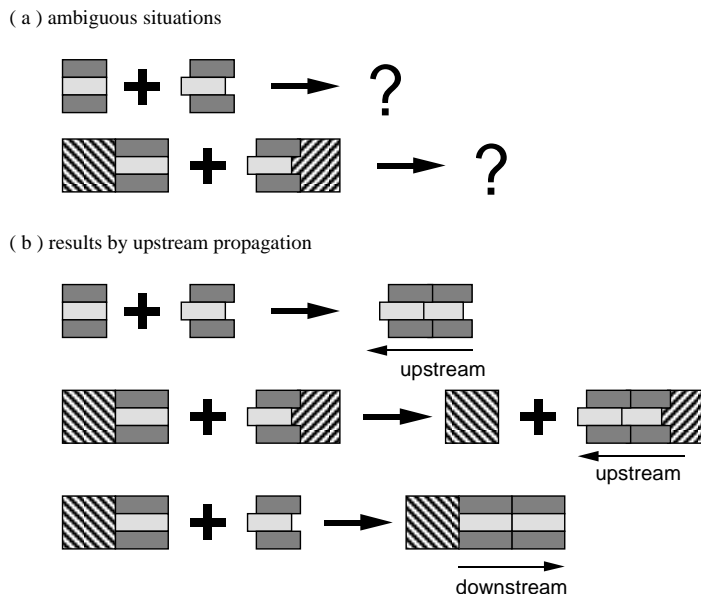 ( a ) ambiguous situations
+ ?
+ ?
( b ) results by upstream propagation
+
upstream
+ +
upstream
+
downstream